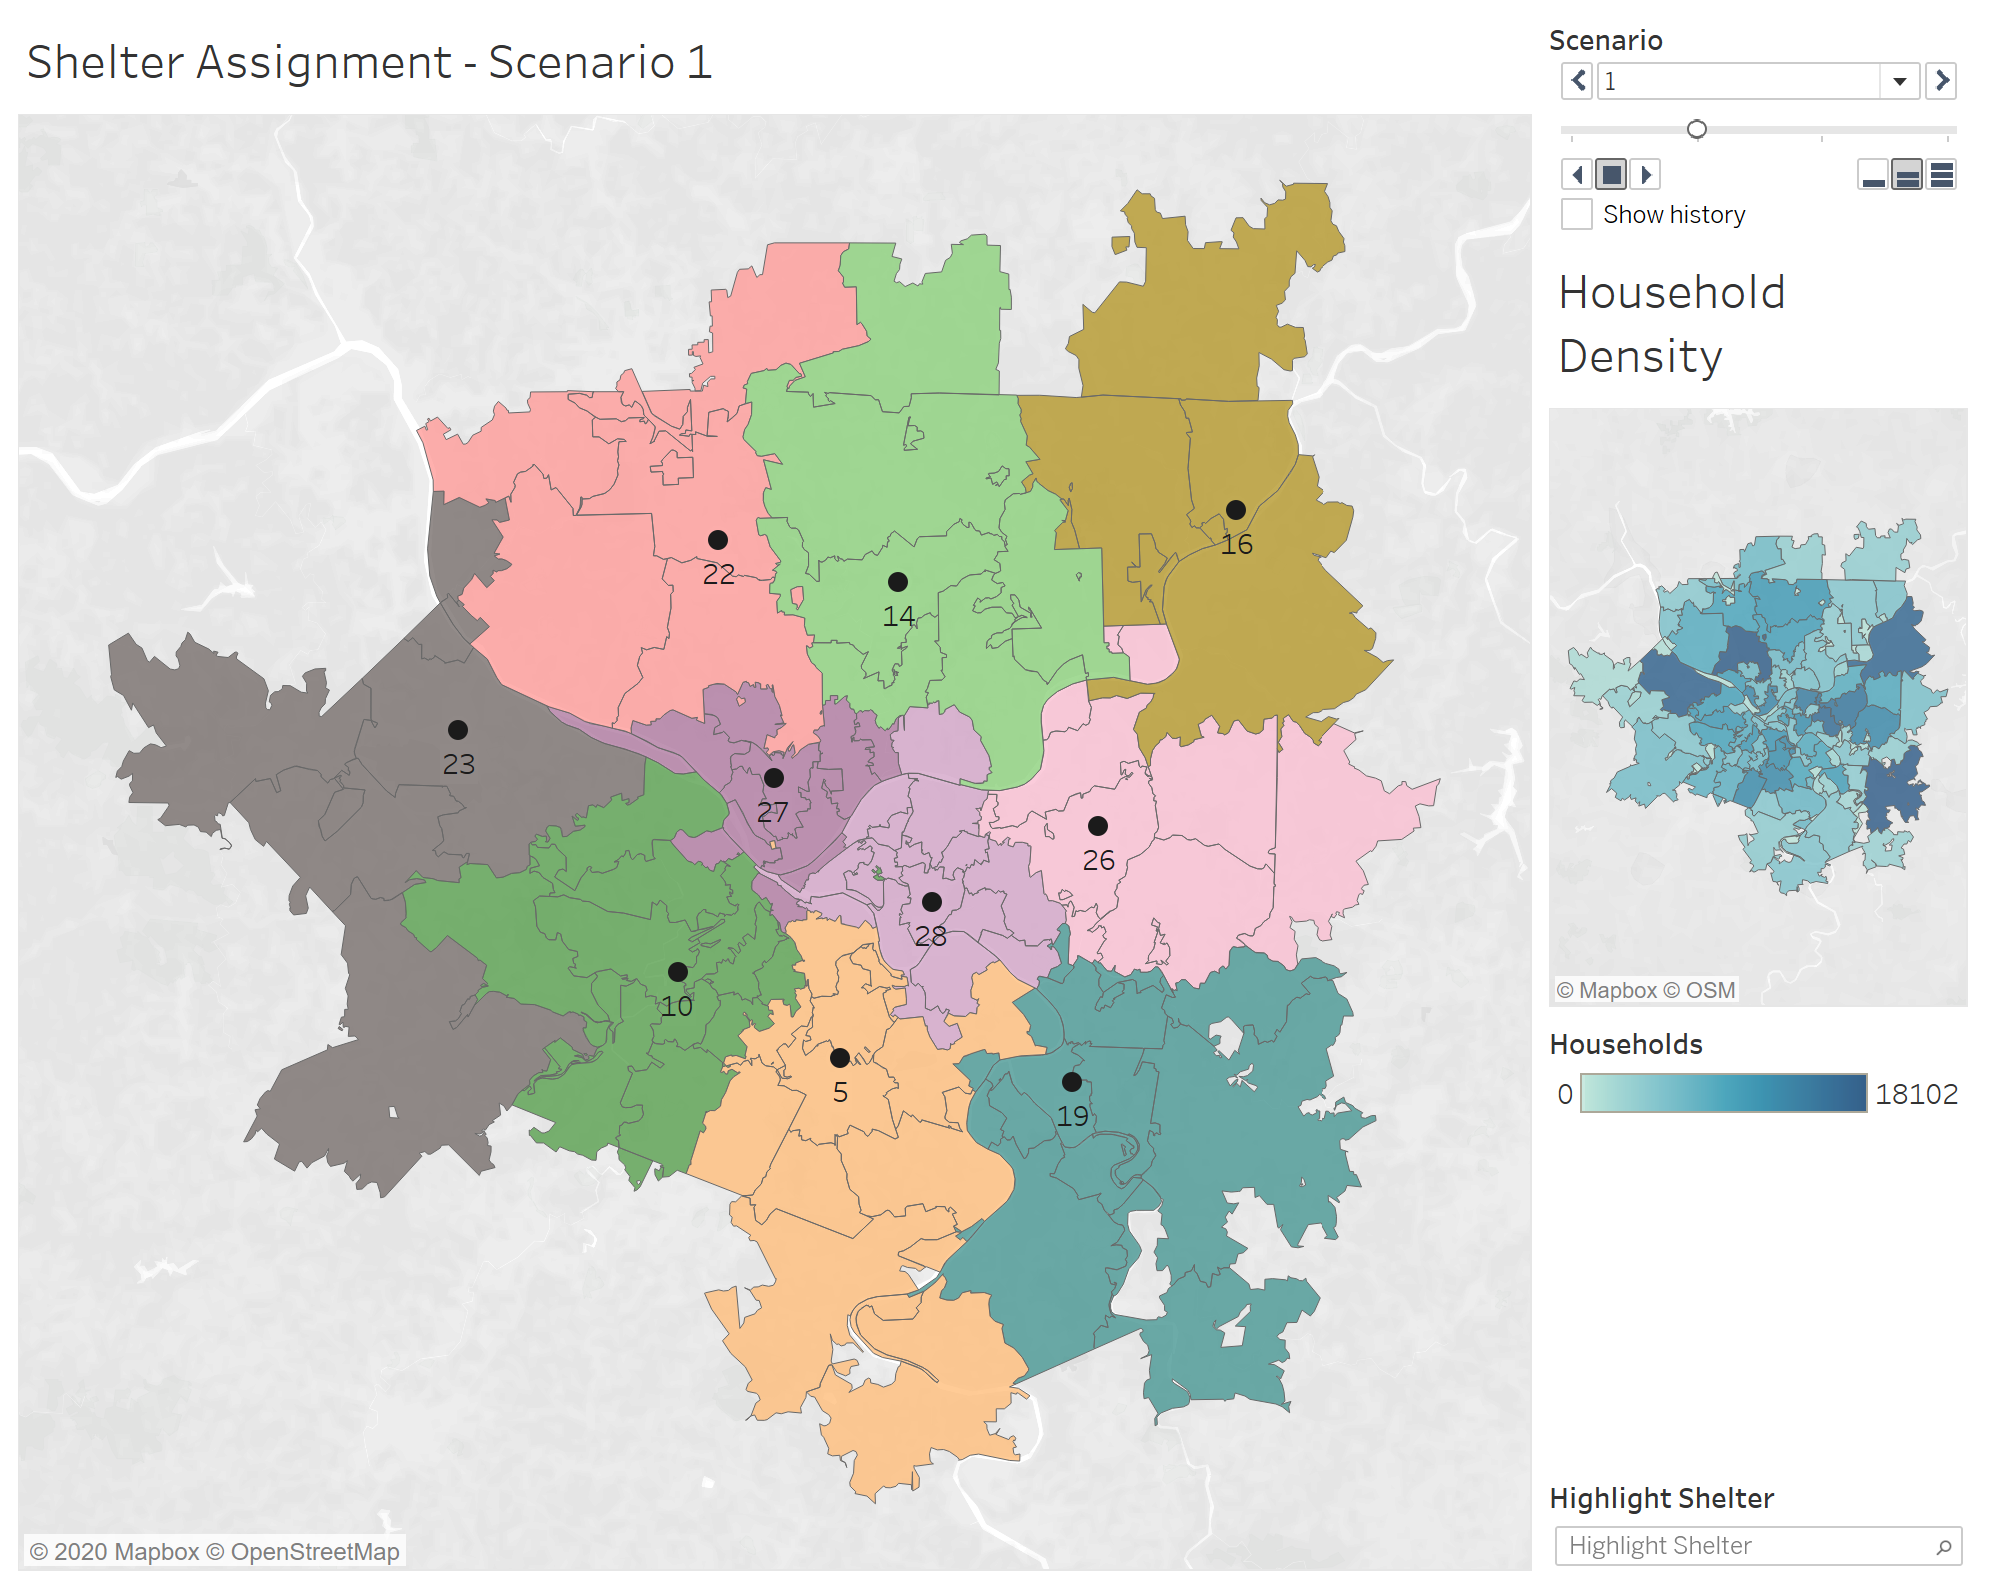 Shelter Assignment - Scenario 1
Scenario
1
Show history
Household
Density
16
22
14
23
27
26
28
10
5
19
© Mapbox © OSM
Households
0 18102
Highlight Shelter
Highlight Shelter
© 2020 Mapbox © OpenStreetMap